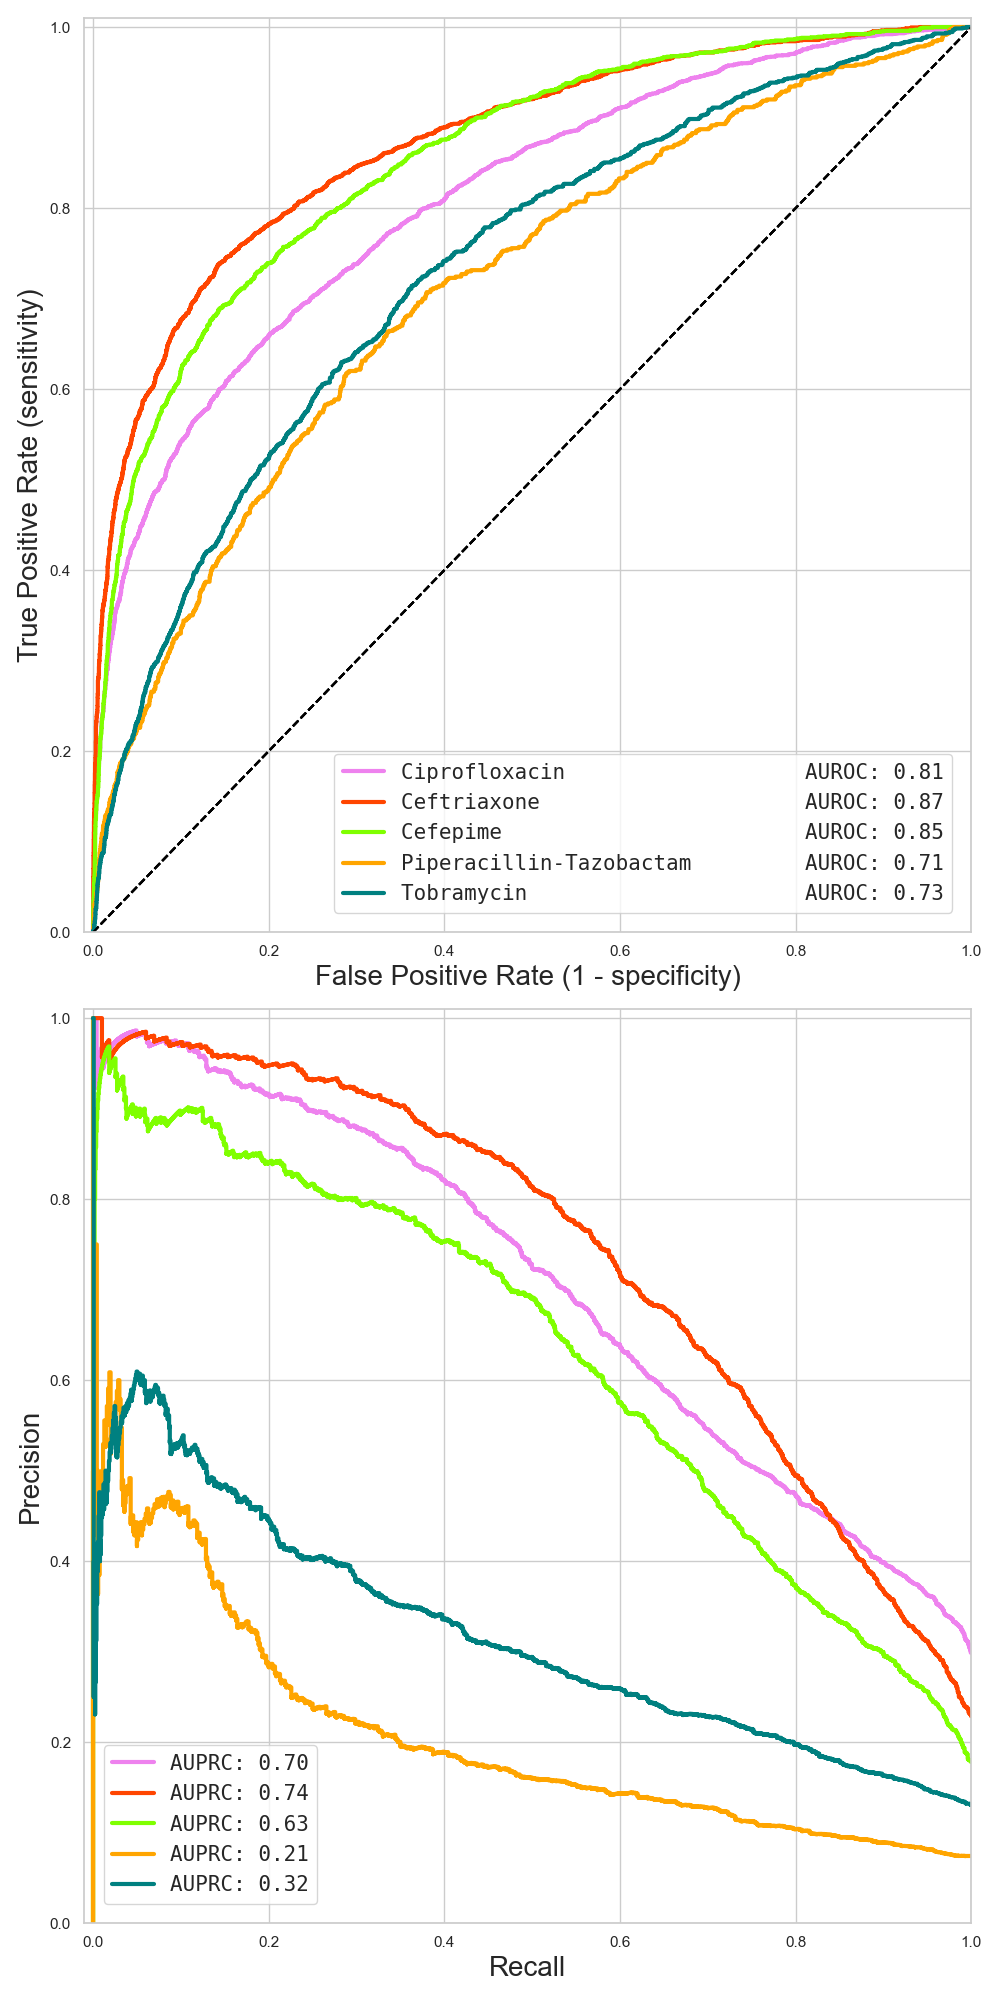 1.0
0.8
0.6
0.4
0.2
0.0
True Positive Rate (sensitivity)
Ciprofloxacin AUROC: 0.81
Ceftriaxone AUROC: 0.87
Cefepime AUROC: 0.85
Piperacillin-Tazobactam AUROC: 0.71
Tobramycin AUROC: 0.73
0.0 0.2 0.4 0.6 0.8 1.0
False Positive Rate (1 - specificity)
1.0
0.8
0.6
0.4
0.2
0.0
Precision
AUPRC: 0.70
AUPRC: 0.74
AUPRC: 0.63
AUPRC: 0.21
AUPRC: 0.32
0.0 0.2 0.4 0.6 0.8 1.0
Recall